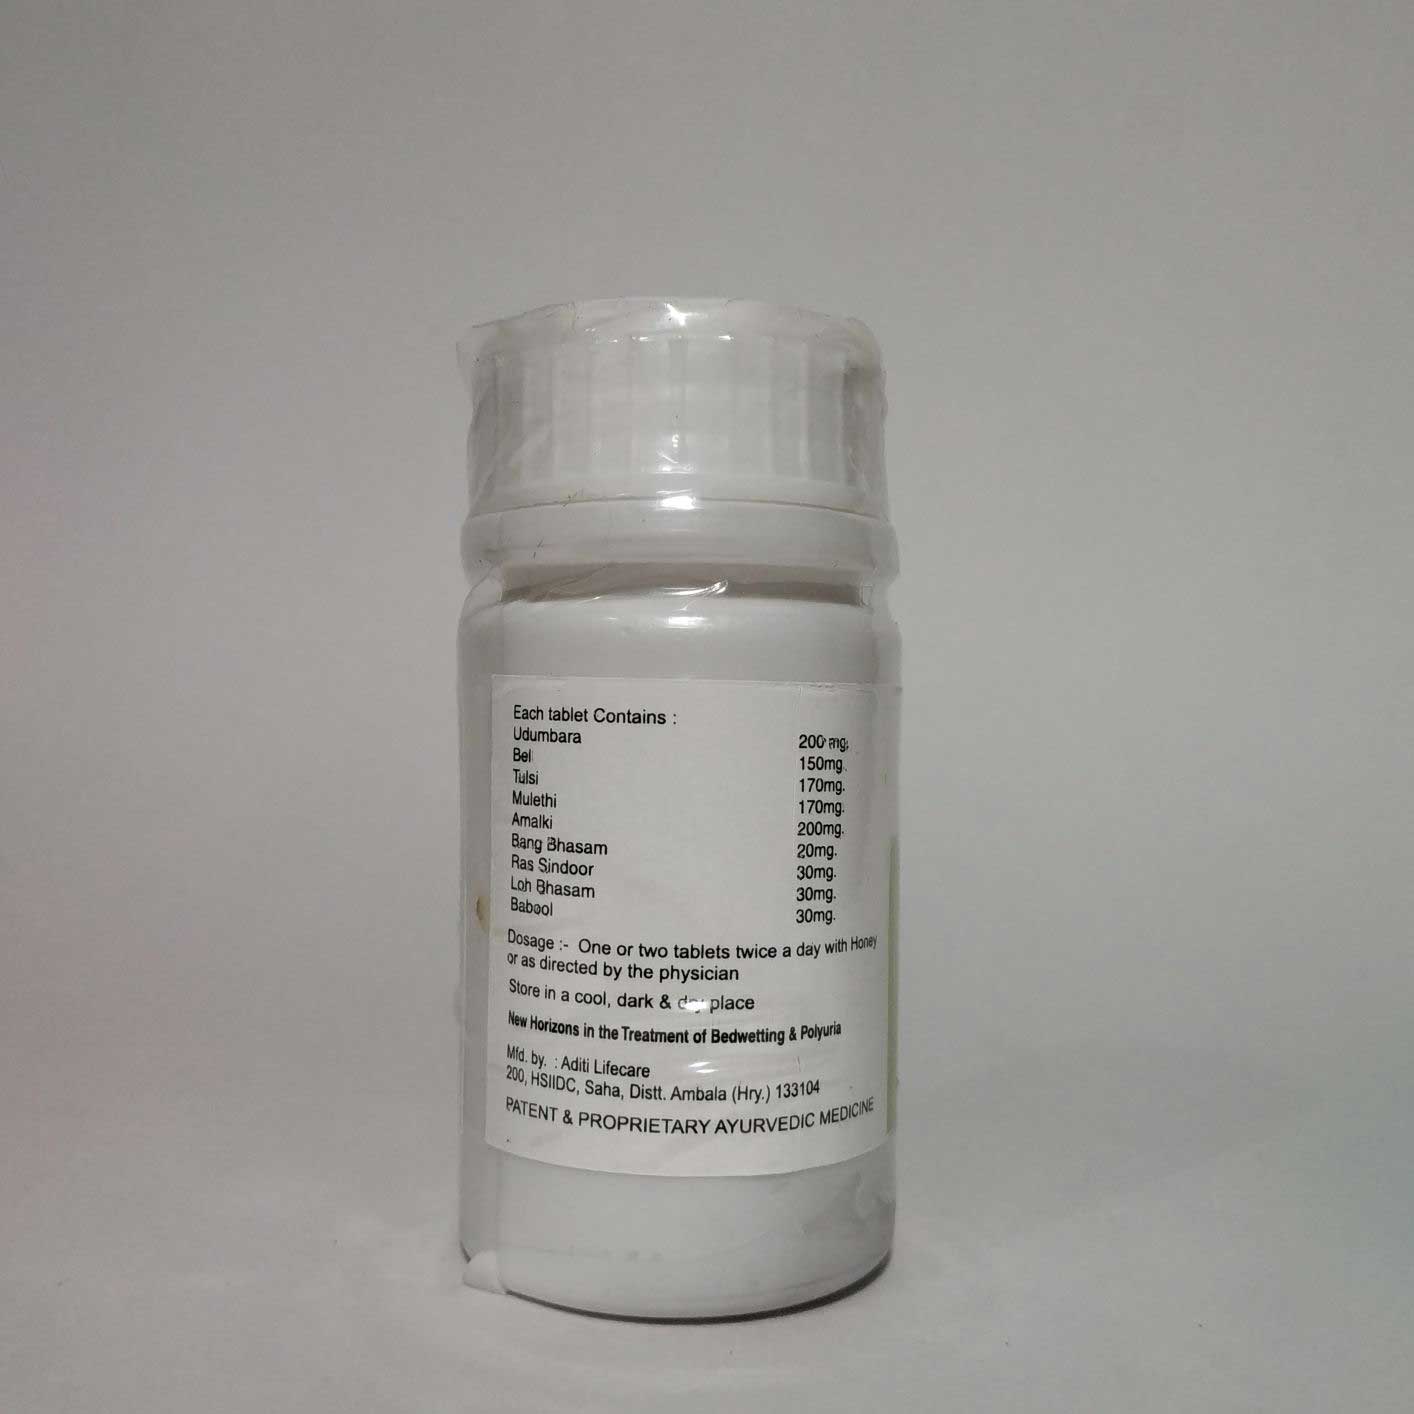 Each tablet Contains :
Udumbara 200 mg.
Bel 150mg.
Tulsi 170mg.
Mulethi 170mg.
Amalki 200mg.
Bang Bhasam 20mg.
Ras Sindoor 30mg.
Loh Bhasam 30mg.
Babool 30mg.
Dosage :- One or two tablets twice a day with Honey
or as directed by the physician
Store in a cool, dark & dry place
New Horizons in the Treatment of Bedwetting & Polyuria
Mfd. by. : Aditi Lifecare
200, HSIIDC, Saha, Distt. Ambala (Hry.) 133104
PATENT & PROPRIETARY AYURVEDIC MEDICINE